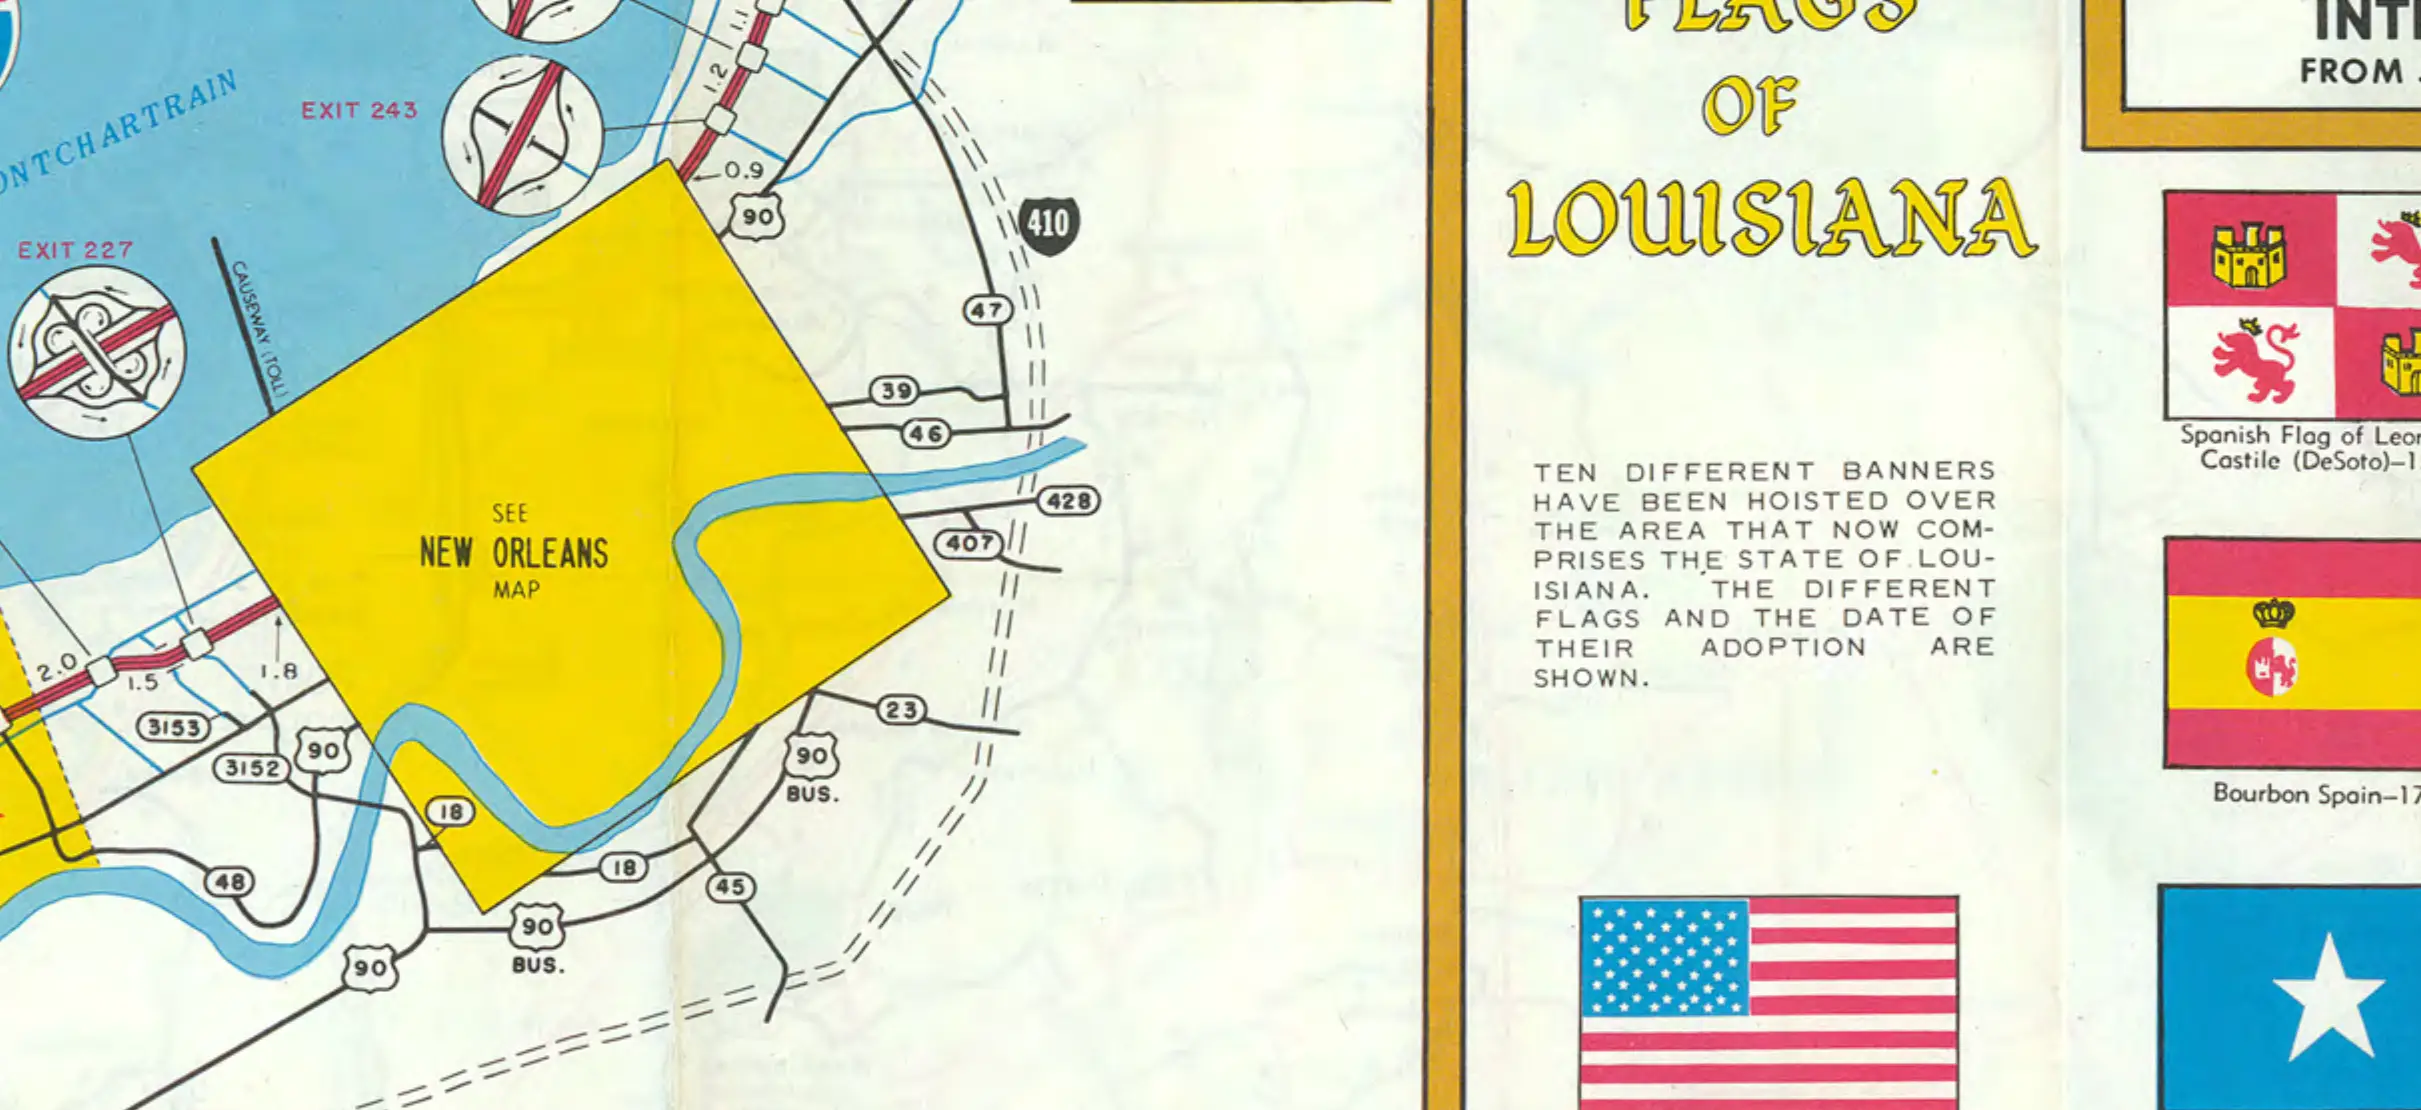 ONTCHARTRAIN
EXIT 243
1.1
1.2
0.9
90
410
EXIT 227
CAUSEWAY (TOLL)
47
39
46
428
407
SEE
NEW ORLEANS
MAP
2.0
1.5
1.8
3153
3152
90
18
48
90
90
BUS.
18
45
90
BUS.
23
FLAGS
OF
LOUISIANA
TEN DIFFERENT BANNERS
HAVE BEEN HOISTED OVER
THE AREA THAT NOW COM-
PRISES THE STATE OF LOU-
ISIANA. THE DIFFERENT
FLAGS AND THE DATE OF
THEIR ADOPTION ARE
SHOWN.
FROM
Spanish Flag of Leon
Castile (DeSoto)–1
Bourbon Spain–17